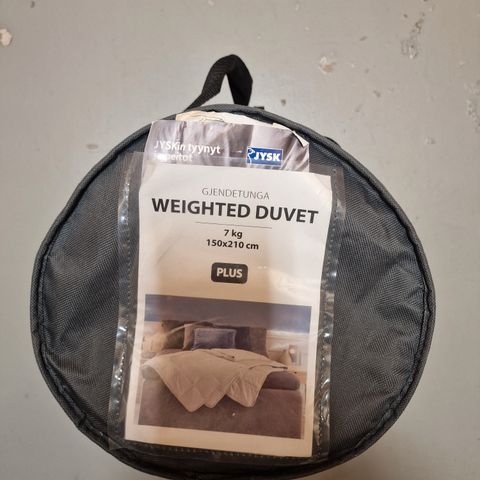 JYSKin tyynyt
JYSK
GJENDETUNGA
WEIGHTED DUVET
7 kg
150x210 cm
PLUS